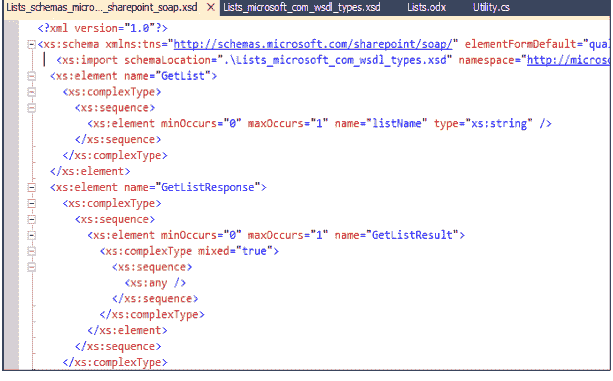 Lists_schemas_micro..._sharepoint_soap.xsd X Lists_microsoft_com_wsdl_types.xsd Lists.odx Utility.cs
<?xml version="1.0"?>
<xs:schema xmlns:tns="http://schemas.microsoft.com/sharepoint/soap/" elementFormDefault="qua
<xs:import schemaLocation=".\Lists_microsoft_com_wsdl_types.xsd" namespace="http://micros
<xs:element name="GetList">
<xs:complexType>
<xs:sequence>
<xs:element minOccurs="0" maxOccurs="1" name="listName" type="xs:string" />
</xs:sequence>
</xs:complexType>
</xs:element>
<xs:element name="GetListResponse">
<xs:complexType>
<xs:sequence>
<xs:element minOccurs="0" maxOccurs="1" name="GetListResult">
<xs:complexType mixed="true">
<xs:sequence>
<xs:any />
</xs:sequence>
</xs:complexType>
</xs:element>
</xs:sequence>
</xs:complexType>